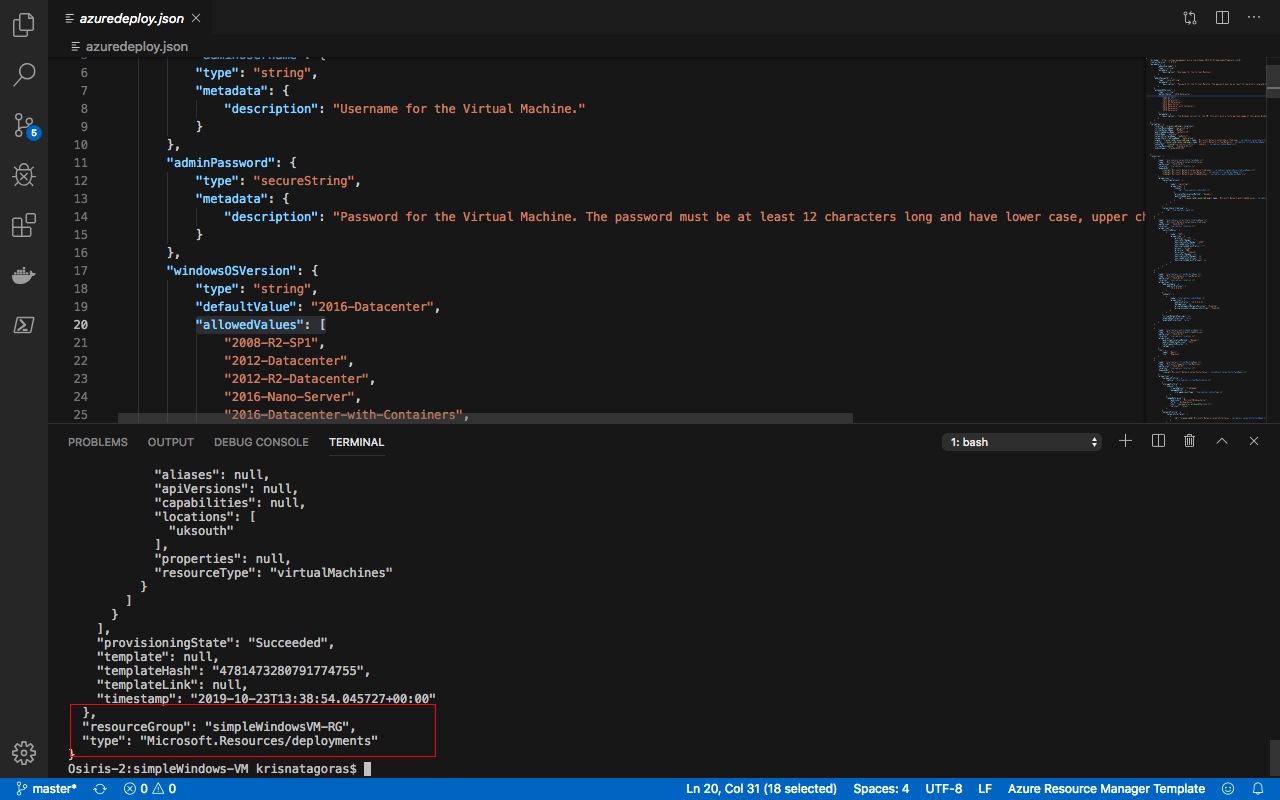 azuredeploy.json
azuredeploy.json
5 "adminUsername": {
6 "type": "string",
7 "metadata": {
8 "description": "Username for the Virtual Machine."
9 }
10 },
11 "adminPassword": {
12 "type": "secureString",
13 "metadata": {
14 "description": "Password for the Virtual Machine. The password must be at least 12 characters long and have lower case, upper ch
15 }
16 },
17 "windowsOSVersion": {
18 "type": "string",
19 "defaultValue": "2016-Datacenter",
20 "allowedValues": [
21 "2008-R2-SP1",
22 "2012-Datacenter",
23 "2012-R2-Datacenter",
24 "2016-Nano-Server",
25 "2016-Datacenter-with-Containers",
5
PROBLEMS OUTPUT DEBUG CONSOLE TERMINAL 1: bash
"aliases": null,
"apiVersions": null,
"capabilities": null,
"locations": [
"uksouth"
],
"properties": null,
"resourceType": "virtualMachines"
}
]
}
],
"provisioningState": "Succeeded",
"template": null,
"templateHash": "4781473280791774755",
"templateLink": null,
"timestamp": "2019-10-23T13:38:54.045727+00:00"
},
"resourceGroup": "simpleWindowsVM-RG",
"type": "Microsoft.Resources/deployments"
}
Osiris-2:simpleWindows-VM krisnatagoras$
master* 0 0 Ln 20, Col 31 (18 selected) Spaces: 4 UTF-8 LF Azure Resource Manager Template